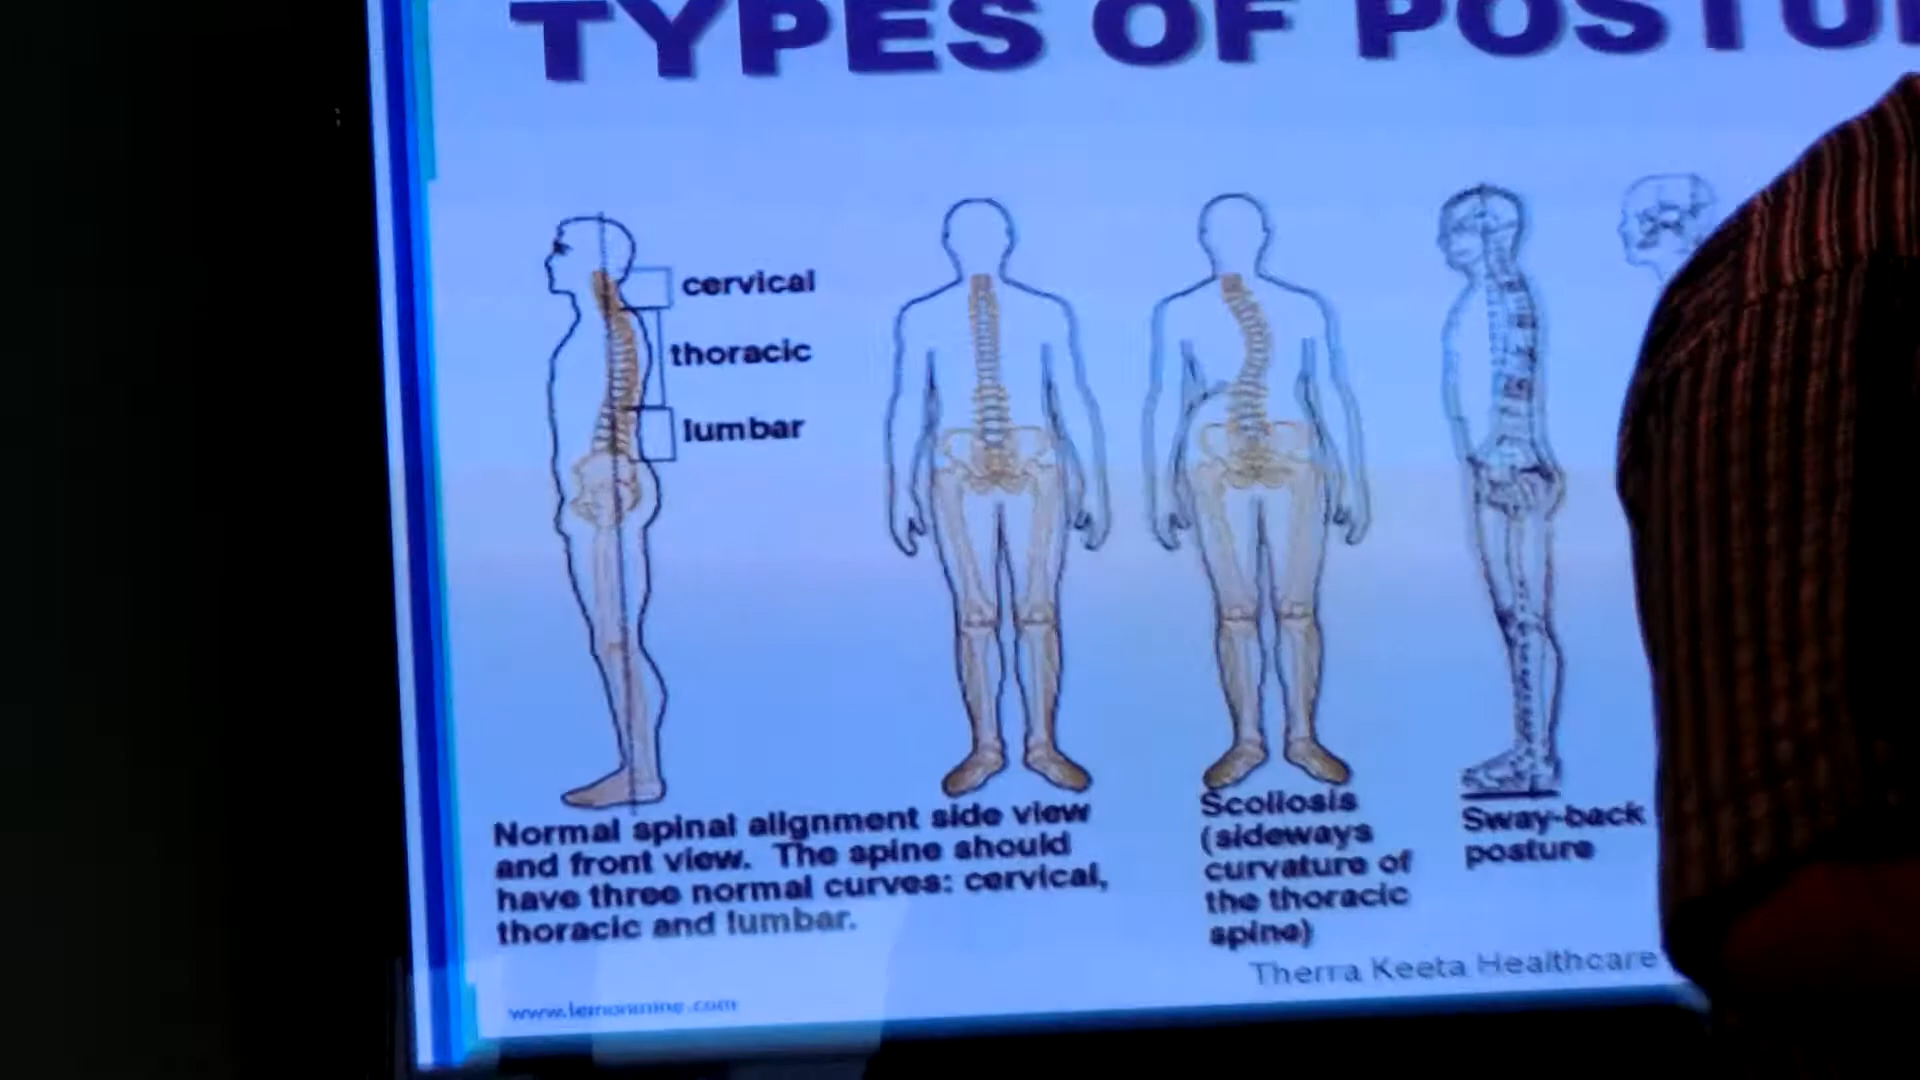 TYPES OF POSTU
cervical
thoracic
lumbar
Normal spinal alignment side view
and front view. The spine should
have three normal curves: cervical,
thoracic and lumbar.
Scoliosis
(sideways
curvature of
the thoracic
spine)
Sway-back
posture
Therra Keeta Healthcare